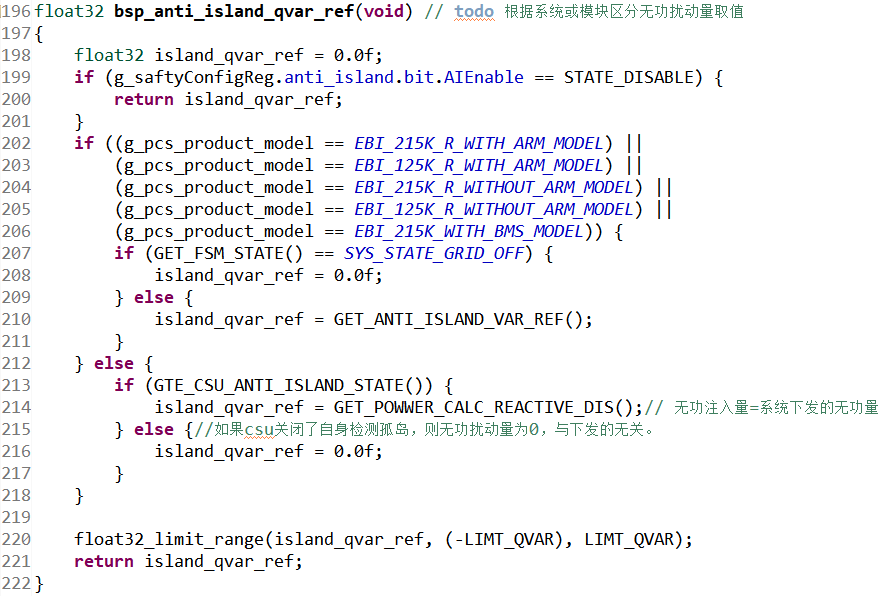 196 float32 bsp_anti_island_qvar_ref(void) // todo 根据系统或模块区分无功扰动量取值
197 {
198     float32 island_qvar_ref = 0.0f;
199     if (g_saftyConfigReg.anti_island.bit.AIEnable == STATE_DISABLE) {
200         return island_qvar_ref;
201     }
202     if ((g_pcs_product_model == EBI_215K_R_WITH_ARM_MODEL) ||
203         (g_pcs_product_model == EBI_125K_R_WITH_ARM_MODEL) ||
204         (g_pcs_product_model == EBI_215K_R_WITHOUT_ARM_MODEL) ||
205         (g_pcs_product_model == EBI_125K_R_WITHOUT_ARM_MODEL) ||
206         (g_pcs_product_model == EBI_215K_WITH_BMS_MODEL)) {
207         if (GET_FSM_STATE() == SYS_STATE_GRID_OFF) {
208             island_qvar_ref = 0.0f;
209         } else {
210             island_qvar_ref = GET_ANTI_ISLAND_VAR_REF();
211         }
212     } else {
213         if (GTE_CSU_ANTI_ISLAND_STATE()) {
214             island_qvar_ref = GET_POWWER_CALC_REACTIVE_DIS();// 无功注入量=系统下发的无功量
215         } else {//如果csu关闭了自身检测孤岛，则无功扰动量为0，与下发的无关。
216             island_qvar_ref = 0.0f;
217         }
218     }
219
220     float32_limit_range(island_qvar_ref, (-LIMT_QVAR), LIMT_QVAR);
221     return island_qvar_ref;
222 }